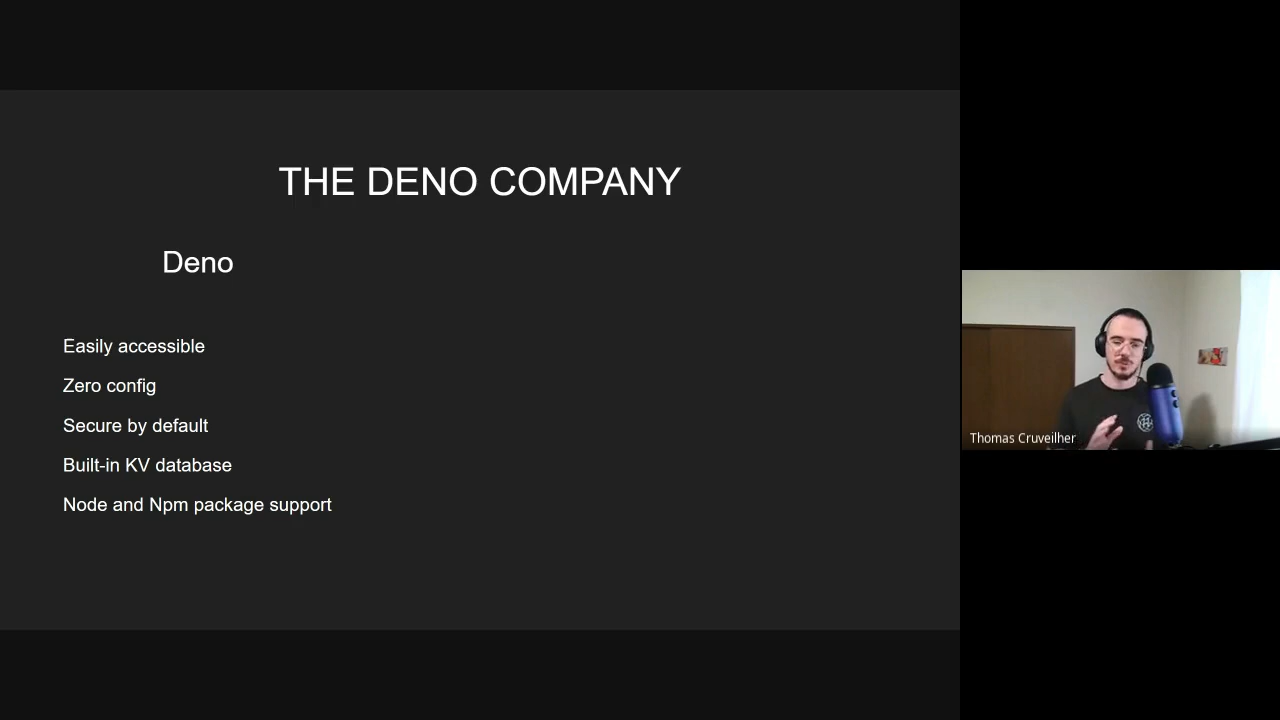 THE DENO COMPANY
Deno
Easily accessible
Zero config
Secure by default
Built-in KV database
Node and Npm package support
Thomas Cruveilher